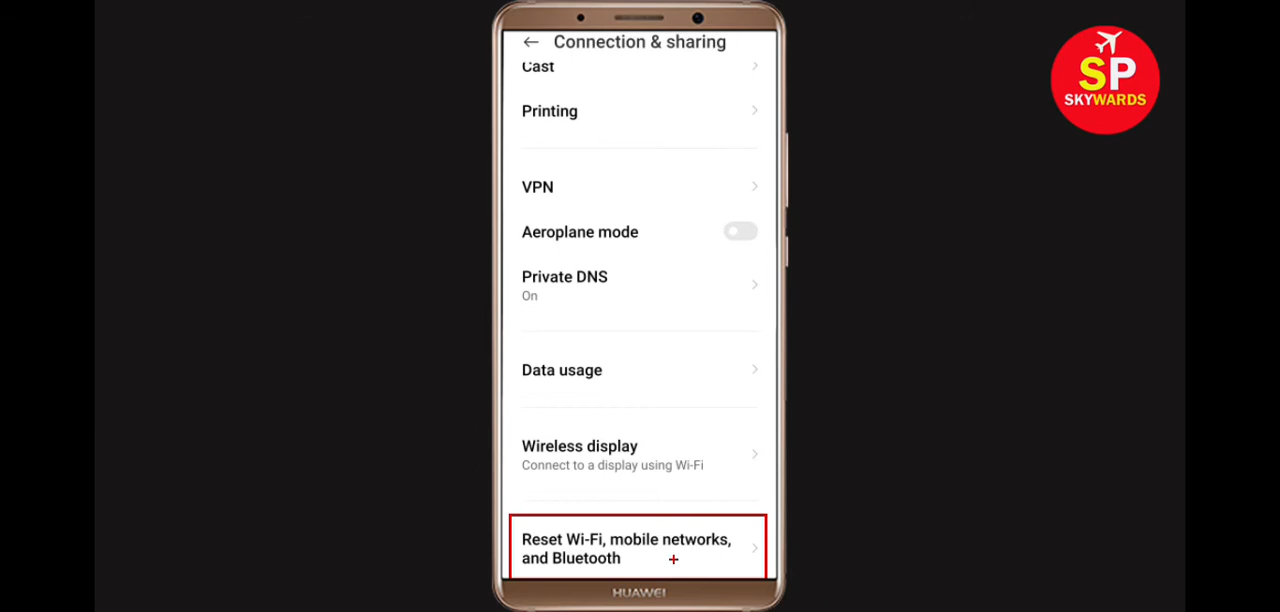 Connection & sharing
Cast
Printing
VPN
Aeroplane mode
Private DNS
On
Data usage
Wireless display
Connect to a display using Wi-Fi
Reset Wi-Fi, mobile networks,
and Bluetooth
HUAWEI
SP
SKYWARDS